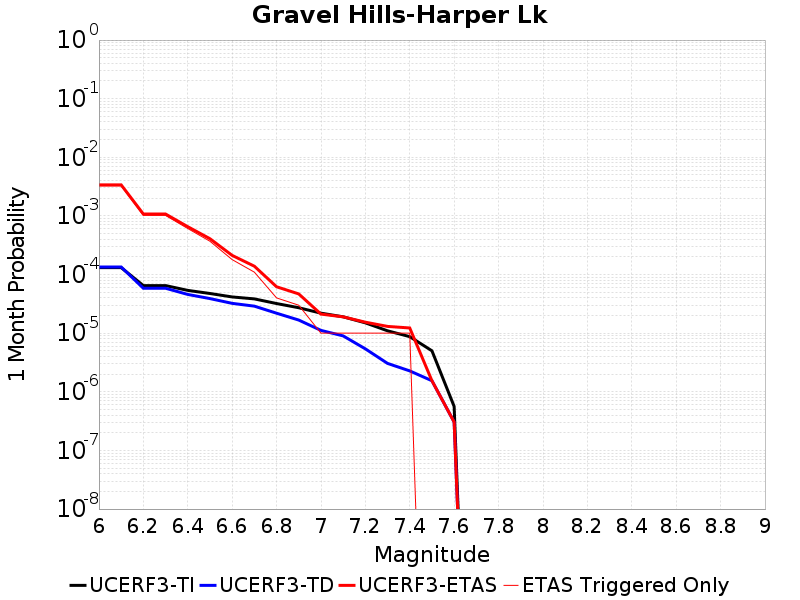 Gravel Hills-Harper Lk
1 Month Probability
10^0
10^-1
10^-2
10^-3
10^-4
10^-5
10^-6
10^-7
10^-8
6 6.2 6.4 6.6 6.8 7 7.2 7.4 7.6 7.8 8 8.2 8.4 8.6 8.8 9
Magnitude
UCERF3-TI UCERF3-TD UCERF3-ETAS ETAS Triggered Only